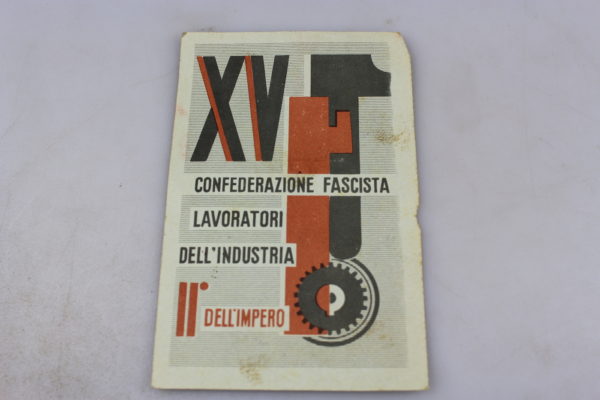 XV
CONFEDERAZIONE FASCISTA
LAVORATORI
DELL'INDUSTRIA
II° DELL'IMPERO